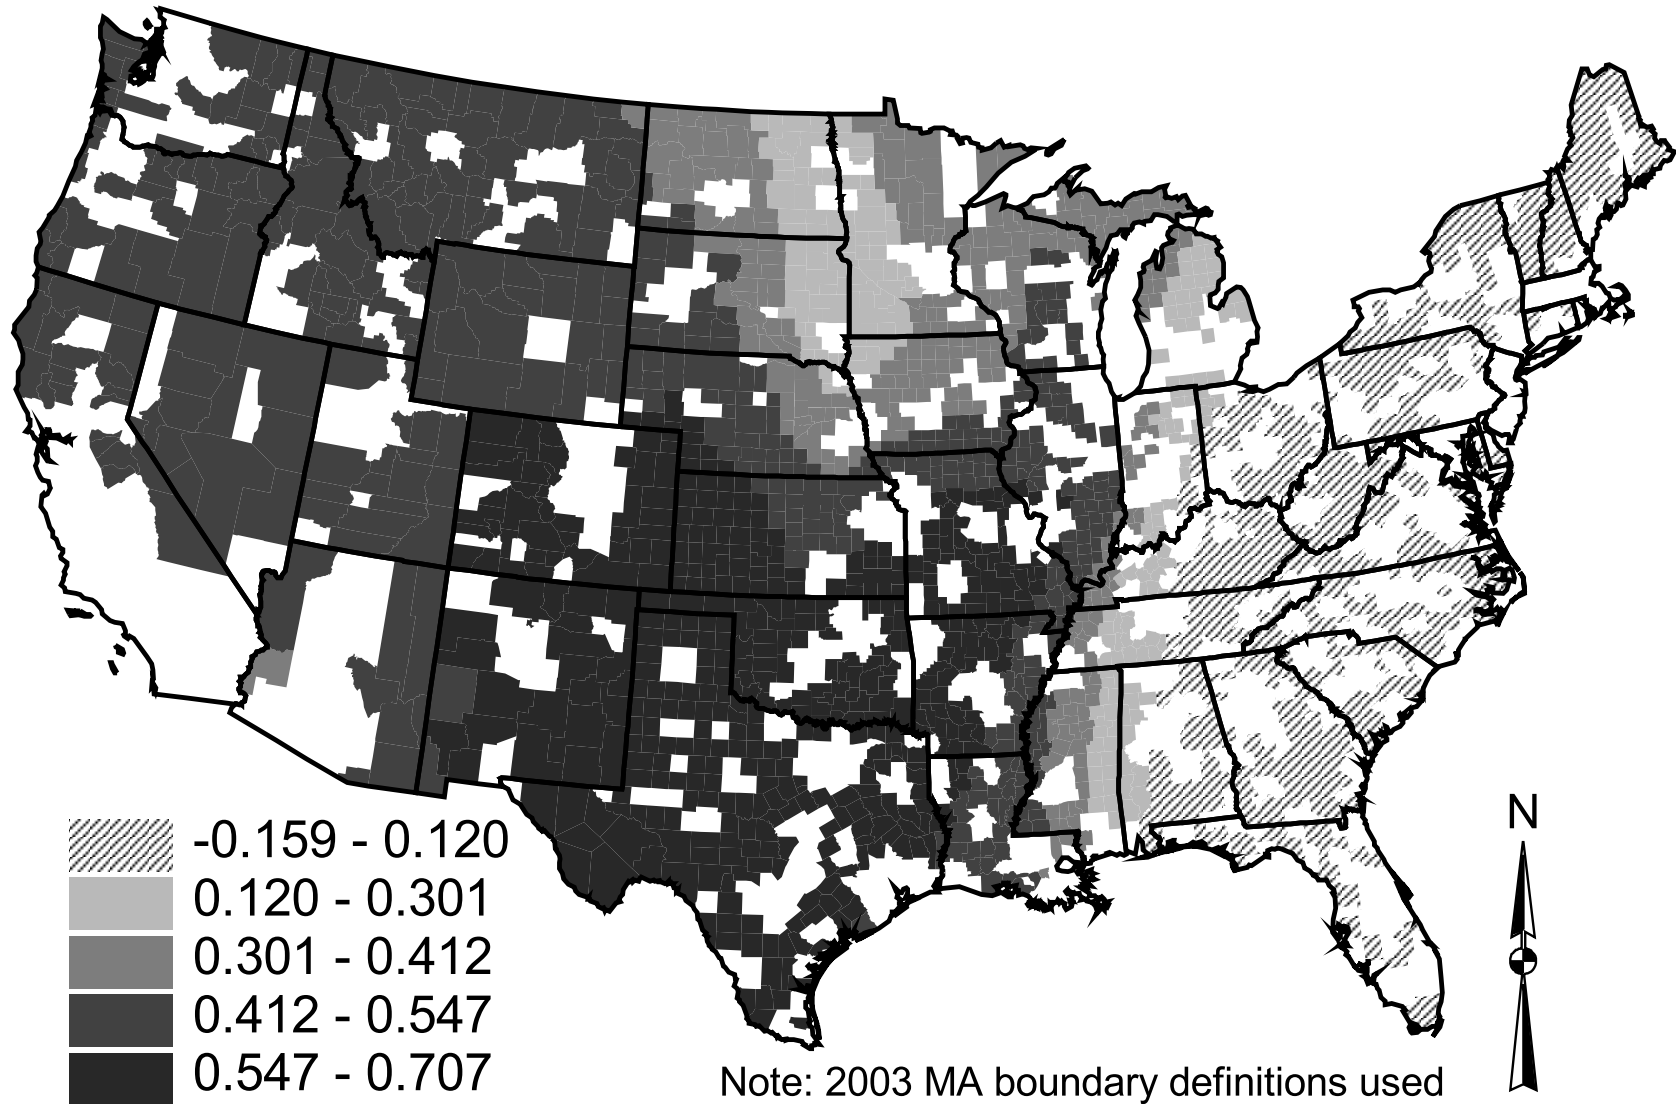 N
-0.159 - 0.120
0.120 - 0.301
0.301 - 0.412
0.412 - 0.547
0.547 - 0.707
Note: 2003 MA boundary definitions used